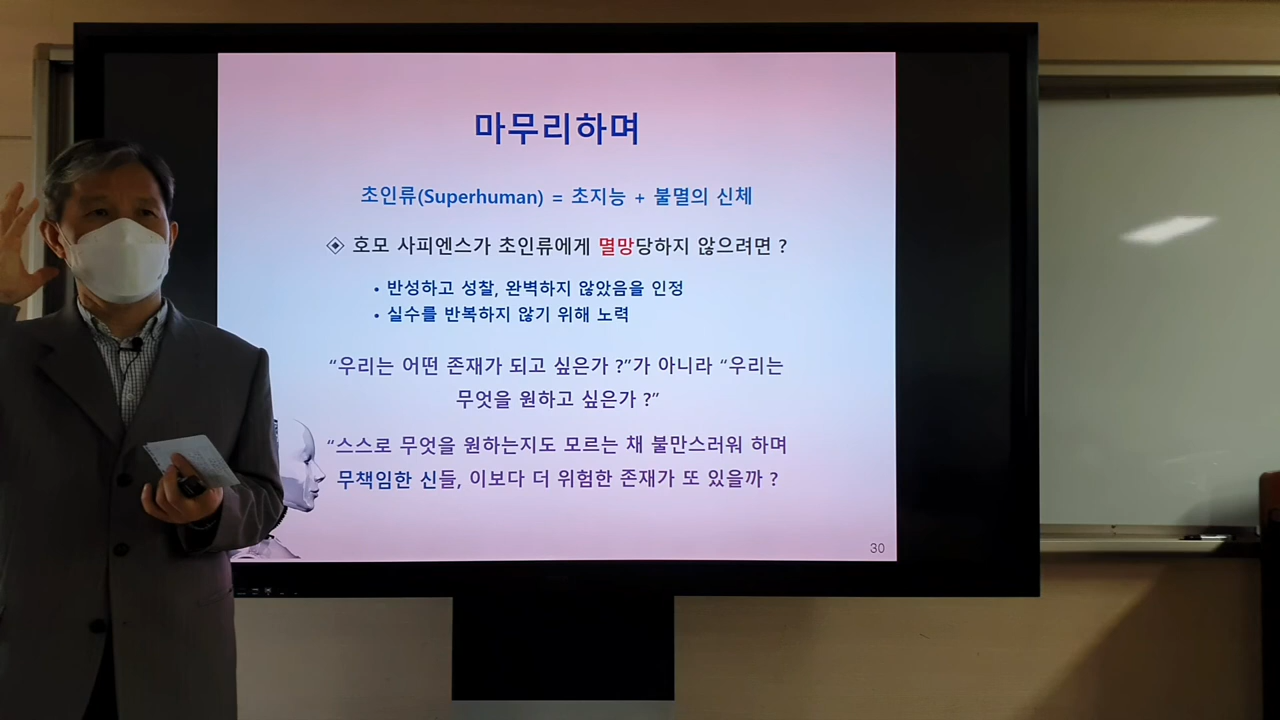 마무리하며
초인류(Superhuman) = 초지능 + 불멸의 신체
◈ 호모 사피엔스가 초인류에게 멸망당하지 않으려면 ?
• 반성하고 성찰, 완벽하지 않았음을 인정
• 실수를 반복하지 않기 위해 노력
“우리는 어떤 존재가 되고 싶은가 ?”가 아니라 “우리는
무엇을 원하고 싶은가 ?”
“스스로 무엇을 원하는지도 모르는 채 불만스러워 하며
무책임한 신들, 이보다 더 위험한 존재가 또 있을까 ?
30